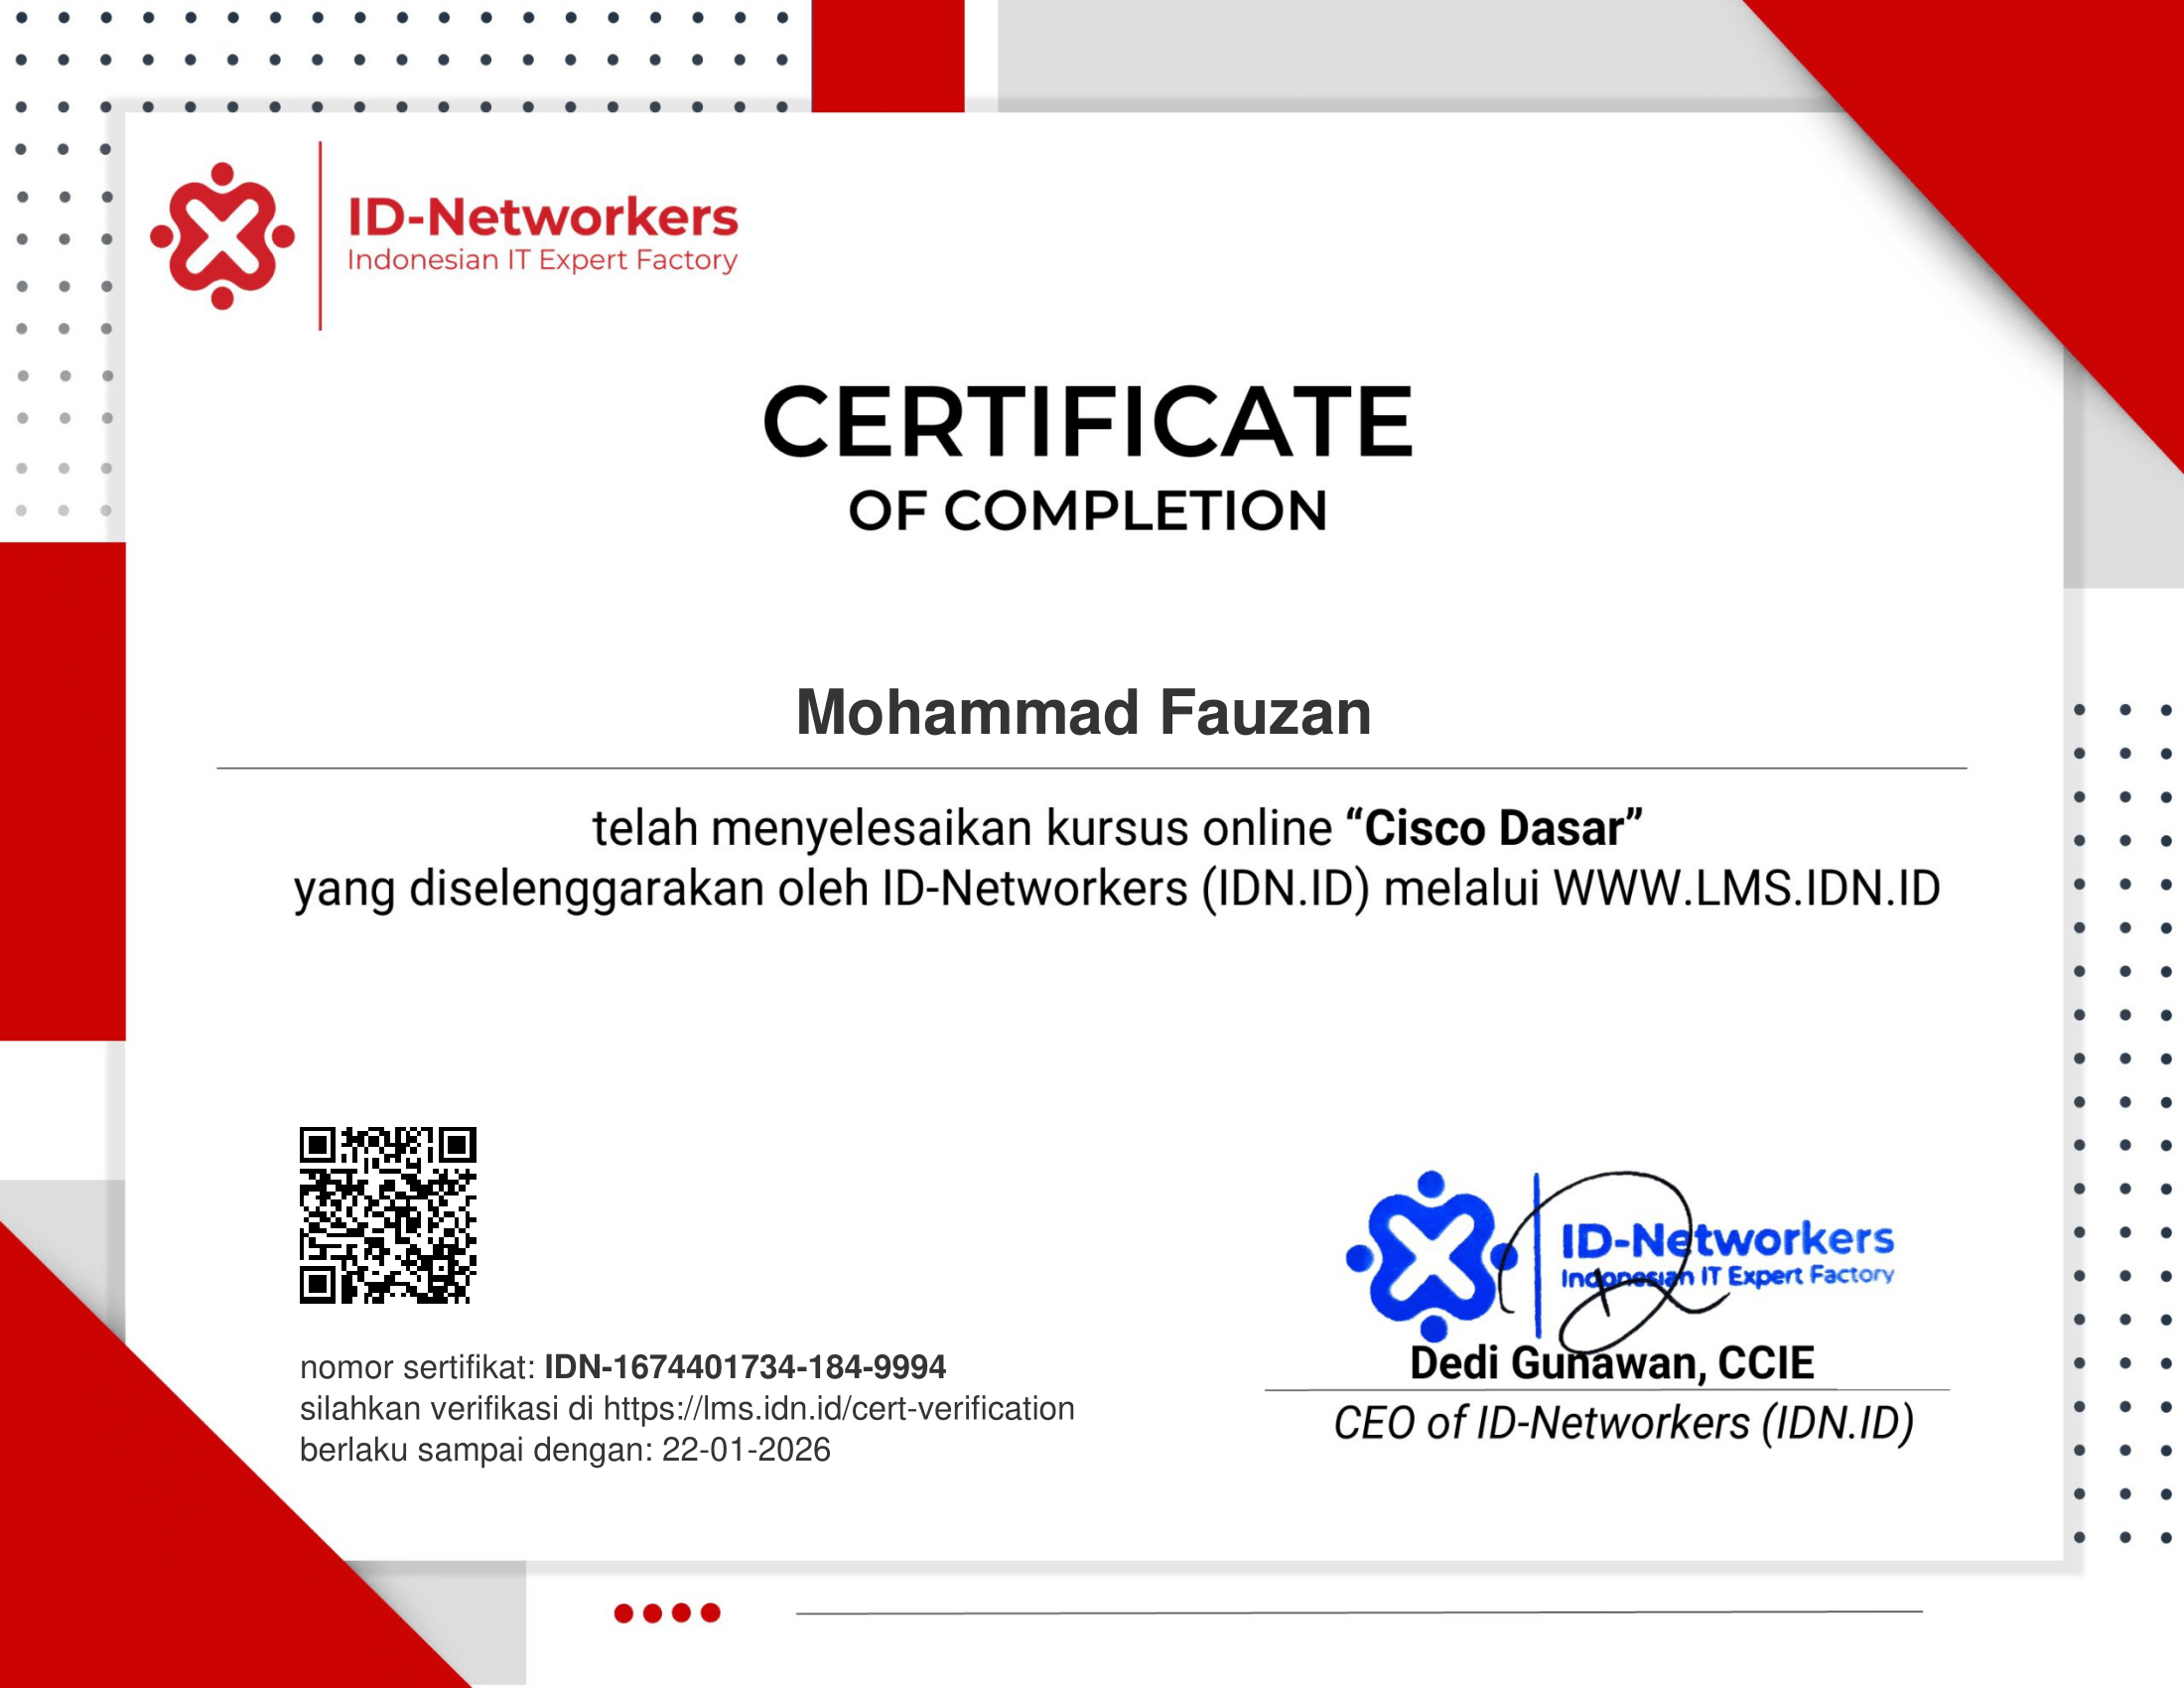 ID-Networkers
Indonesian IT Expert Factory
CERTIFICATE
OF COMPLETION
Mohammad Fauzan
telah menyelesaikan kursus online “Cisco Dasar”
yang diselenggarakan oleh ID-Networkers (IDN.ID) melalui WWW.LMS.IDN.ID
nomor sertifikat: IDN-1674401734-184-9994
silahkan verifikasi di https://lms.idn.id/cert-verification
berlaku sampai dengan: 22-01-2026
ID-Networkers
Indonesian IT Expert Factory
Dedi Gunawan, CCIE
CEO of ID-Networkers (IDN.ID)